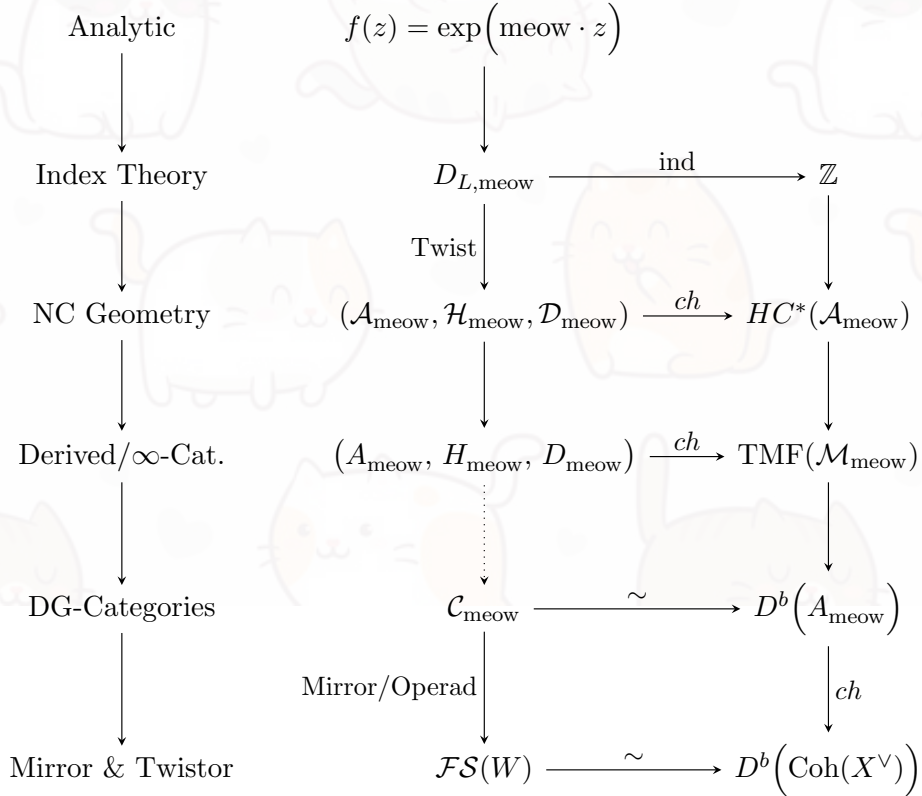 Analytic f(z) = exp(meow · z)
ind
Index Theory D_{L,meow} ℤ
Twist
ch ch
NC Geometry (𝒜_meow, ℋ_meow, 𝒟_meow) HC*(𝒜_meow)
Derived/∞-Cat. (A_meow, H_meow, D_meow) TMF(ℳ_meow)
∼
DG-Categories 𝒞_meow D^b(A_meow)
Mirror/Operad ch
∼
Mirror & Twistor ℱ𝒮(W) D^b(Coh(X^∨))